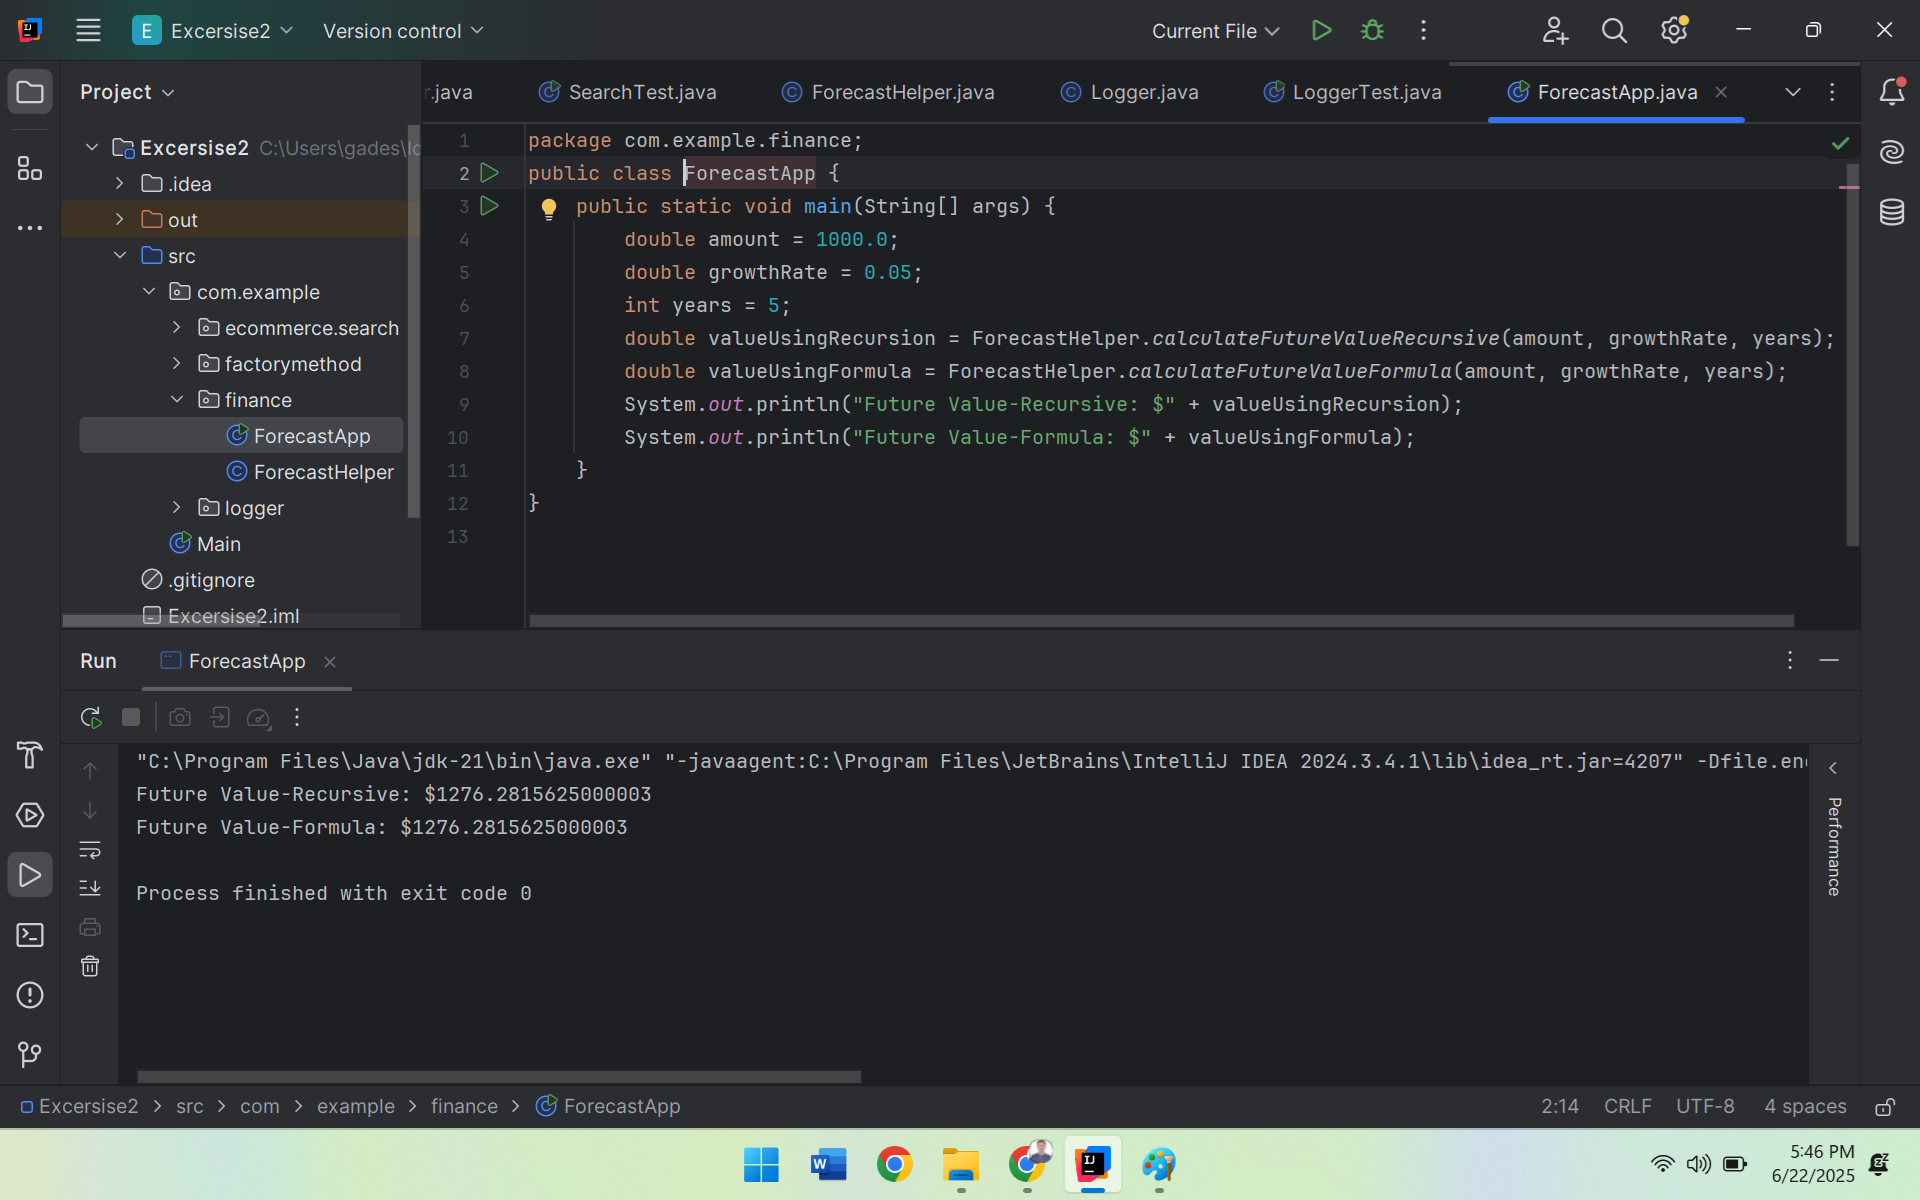 E Excersise2 Version control Current File
Project
r.java SearchTest.java ForecastHelper.java Logger.java LoggerTest.java ForecastApp.java
Excersise2 C:\Users\gades\Id
.idea
out
src
com.example
ecommerce.search
factorymethod
finance
ForecastApp
ForecastHelper
logger
Main
.gitignore
Excersise2.iml
1 package com.example.finance;
2 public class ForecastApp {
3 public static void main(String[] args) {
4 double amount = 1000.0;
5 double growthRate = 0.05;
6 int years = 5;
7 double valueUsingRecursion = ForecastHelper.calculateFutureValueRecursive(amount, growthRate, years);
8 double valueUsingFormula = ForecastHelper.calculateFutureValueFormula(amount, growthRate, years);
9 System.out.println("Future Value-Recursive: $" + valueUsingRecursion);
10 System.out.println("Future Value-Formula: $" + valueUsingFormula);
11 }
12 }
13
Run ForecastApp
"C:\Program Files\Java\jdk-21\bin\java.exe" "-javaagent:C:\Program Files\JetBrains\IntelliJ IDEA 2024.3.4.1\lib\idea_rt.jar=4207" -Dfile.en
Future Value-Recursive: $1276.2815625000003
Future Value-Formula: $1276.2815625000003
Process finished with exit code 0
Performance
Excersise2 > src > com > example > finance > ForecastApp
2:14 CRLF UTF-8 4 spaces
5:46 PM
6/22/2025